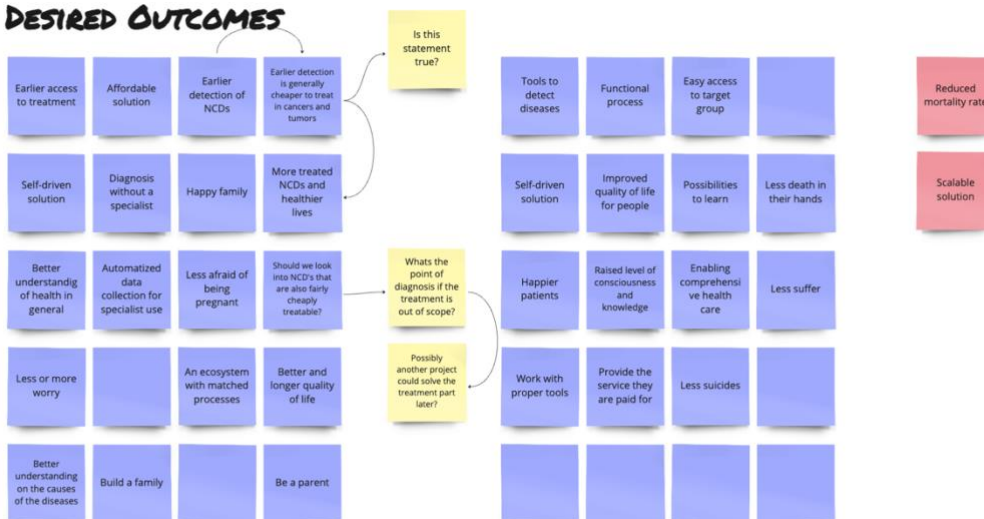 DESIRED OUTCOMES
Is this
statement
true?
Earlier access
to treatment
Affordable
solution
Earlier
detection of
NCDs
Earlier detection
is generally
cheaper to treat
in cancers and
tumors
Tools to
detect
diseases
Functional
process
Easy access
to target
group
Reduced
mortality rate
Self-driven
solution
Diagnosis
without a
specialist
Happy family
More treated
NCDs and
healthier
lives
Self-driven
solution
Improved
quality of life
for people
Possibilities
to learn
Less death in
their hands
Scalable
solution
Better
understandig
of health in
general
Automatized
data
collection for
specialist use
Less afraid of
being
pregnant
Should we look
into NCD's that
are also fairly
cheaply
treatable?
Whats the
point of
diagnosis if the
treatment is
out of scope?
Happier
patients
Raised level of
consciousness
and
knowledge
Enabling
comprehensi
ve health
care
Less suffer
Less or more
worry
An ecosystem
with matched
processes
Better and
longer quality
of life
Possibly
another project
could solve the
treatment part
later?
Work with
proper tools
Provide the
service they
are paid for
Less suicides
Better
understanding
on the causes
of the diseases
Build a family
Be a parent